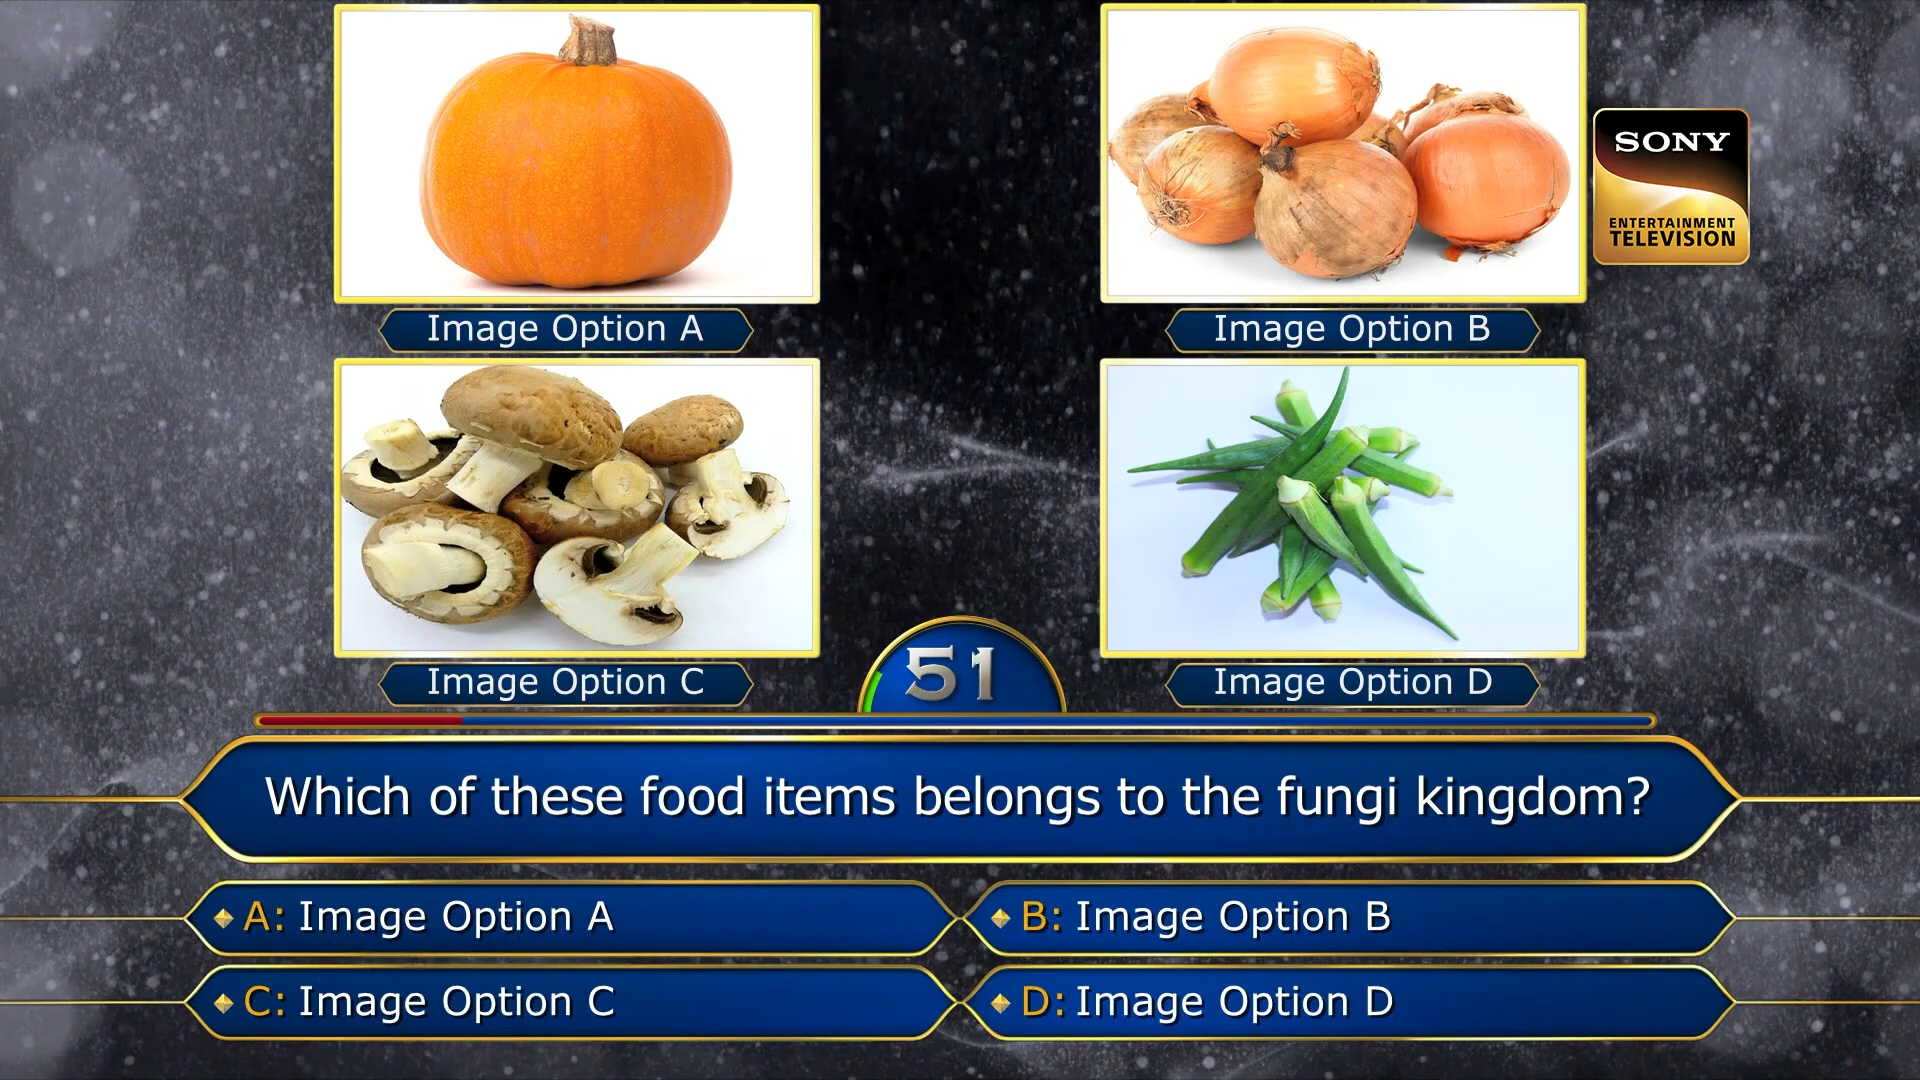 SONY
ENTERTAINMENT
TELEVISION
Image Option A
Image Option B
Image Option C
51
Image Option D
Which of these food items belongs to the fungi kingdom?
A: Image Option A
B: Image Option B
C: Image Option C
D: Image Option D